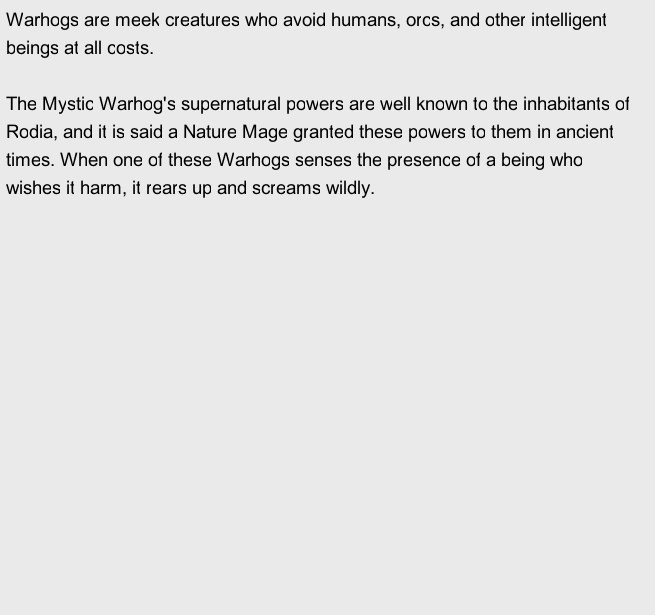 Warhogs are meek creatures who avoid humans, orcs, and other intelligent
beings at all costs.
The Mystic Warhog's supernatural powers are well known to the inhabitants of
Rodia, and it is said a Nature Mage granted these powers to them in ancient
times. When one of these Warhogs senses the presence of a being who
wishes it harm, it rears up and screams wildly.